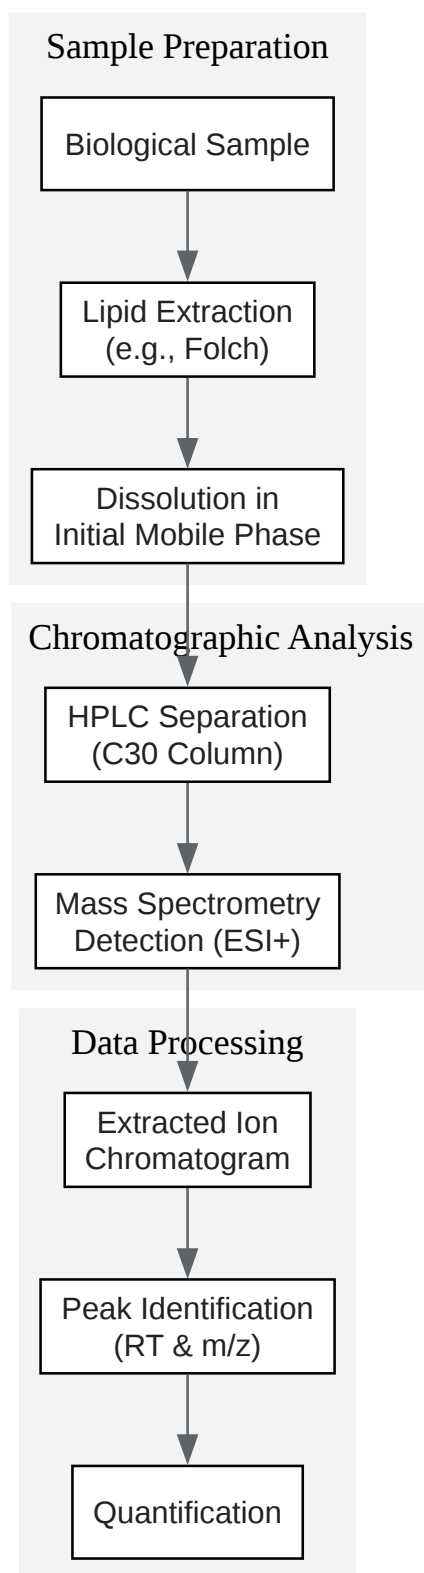 Sample Preparation
Biological Sample
Lipid Extraction
(e.g., Folch)
Dissolution in
Initial Mobile Phase
Chromatographic Analysis
HPLC Separation
(C30 Column)
Mass Spectrometry
Detection (ESI+)
Data Processing
Extracted Ion
Chromatogram
Peak Identification
(RT & m/z)
Quantification